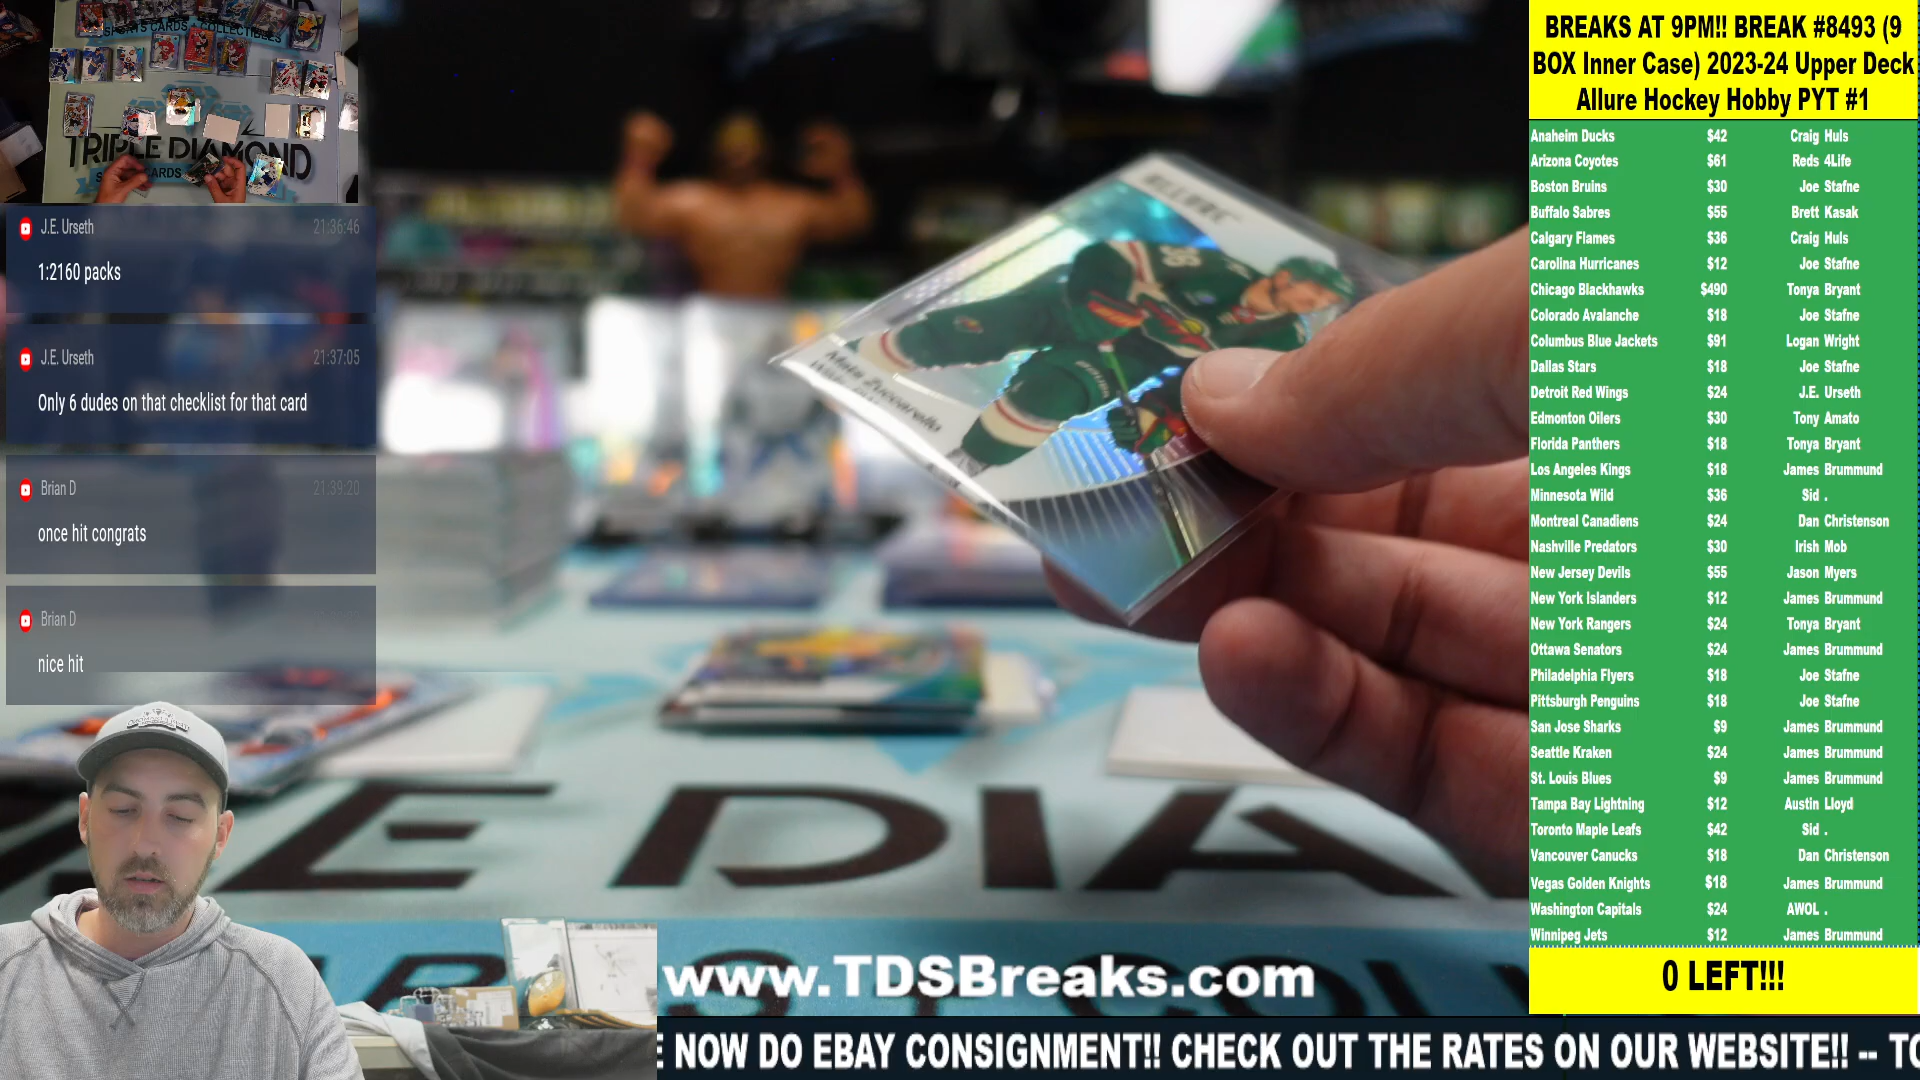 SPORTS CARDS + COLLECTIBLES
TRIPLE DIAMOND
J.E. Urseth 21:36:46
1:2160 packs
J.E. Urseth 21:37:05
Only 6 dudes on that checklist for that card
Brian D 21:39:20
once hit congrats
Brian D
nice hit
ALLURE
Mats Zuccarello
BREAKS AT 9PM!! BREAK #8493 (9
BOX Inner Case) 2023-24 Upper Deck
Allure Hockey Hobby PYT #1
Anaheim Ducks $42 Craig Huls
Arizona Coyotes $61 Reds 4Life
Boston Bruins $30 Joe Stafne
Buffalo Sabres $55 Brett Kasak
Calgary Flames $36 Craig Huls
Carolina Hurricanes $12 Joe Stafne
Chicago Blackhawks $490 Tonya Bryant
Colorado Avalanche $18 Joe Stafne
Columbus Blue Jackets $91 Logan Wright
Dallas Stars $18 Joe Stafne
Detroit Red Wings $24 J.E. Urseth
Edmonton Oilers $30 Tony Amato
Florida Panthers $18 Tonya Bryant
Los Angeles Kings $18 James Brummund
Minnesota Wild $36 Sid .
Montreal Canadiens $24 Dan Christenson
Nashville Predators $30 Irish Mob
New Jersey Devils $55 Jason Myers
New York Islanders $12 James Brummund
New York Rangers $24 Tonya Bryant
Ottawa Senators $24 James Brummund
Philadelphia Flyers $18 Joe Stafne
Pittsburgh Penguins $18 Joe Stafne
San Jose Sharks $9 James Brummund
Seattle Kraken $24 James Brummund
St. Louis Blues $9 James Brummund
Tampa Bay Lightning $12 Austin Lloyd
Toronto Maple Leafs $42 Sid .
Vancouver Canucks $18 Dan Christenson
Vegas Golden Knights $18 James Brummund
Washington Capitals $24 AWOL .
Winnipeg Jets $12 James Brummund
0 LEFT!!!
LE DIA
www.TDSBreaks.com
E NOW DO EBAY CONSIGNMENT!! CHECK OUT THE RATES ON OUR WEBSITE!! -- TO